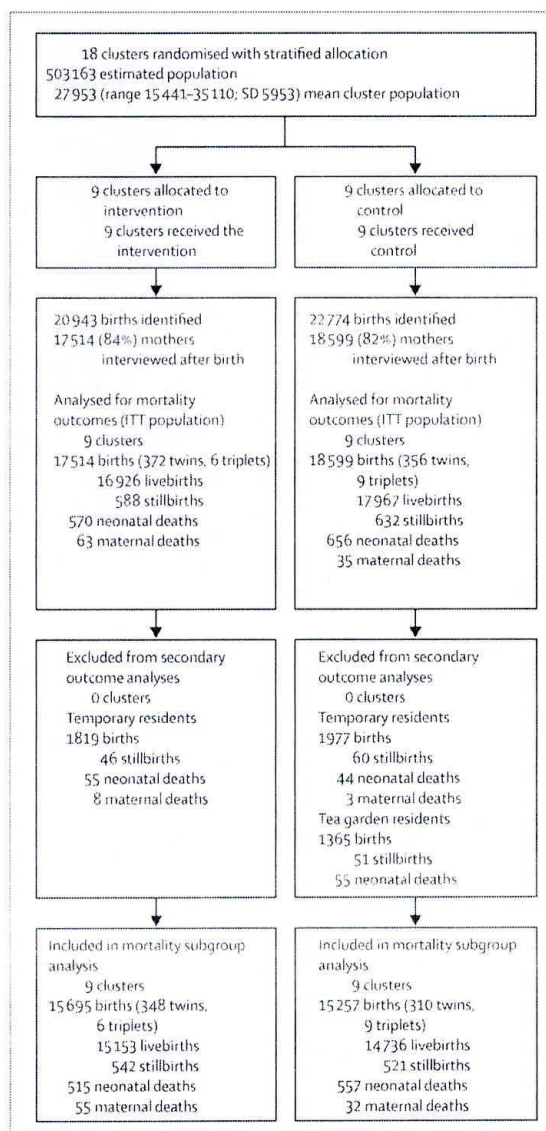 18 clusters randomised with stratified allocation
503163 estimated population
27953 (range 15441–35110; SD 5953) mean cluster population
9 clusters allocated to
intervention
9 clusters received the
intervention
9 clusters allocated to
control
9 clusters received
control
20943 births identified
17514 (84%) mothers
interviewed after birth
Analysed for mortality
outcomes (ITT population)
9 clusters
17514 births (372 twins, 6 triplets)
16926 livebirths
588 stillbirths
570 neonatal deaths
63 maternal deaths
22774 births identified
18599 (82%) mothers
interviewed after birth
Analysed for mortality
outcomes (ITT population)
9 clusters
18599 births (356 twins,
9 triplets)
17967 livebirths
632 stillbirths
656 neonatal deaths
35 maternal deaths
Excluded from secondary
outcome analyses
0 clusters
Temporary residents
1819 births
46 stillbirths
55 neonatal deaths
8 maternal deaths
Excluded from secondary
outcome analyses
0 clusters
Temporary residents
1977 births
60 stillbirths
44 neonatal deaths
3 maternal deaths
Tea garden residents
1365 births
51 stillbirths
55 neonatal deaths
Included in mortality subgroup
analysis
9 clusters
15695 births (348 twins,
6 triplets)
15153 livebirths
542 stillbirths
515 neonatal deaths
55 maternal deaths
Included in mortality subgroup
analysis
9 clusters
15257 births (310 twins,
9 triplets)
14736 livebirths
521 stillbirths
557 neonatal deaths
32 maternal deaths